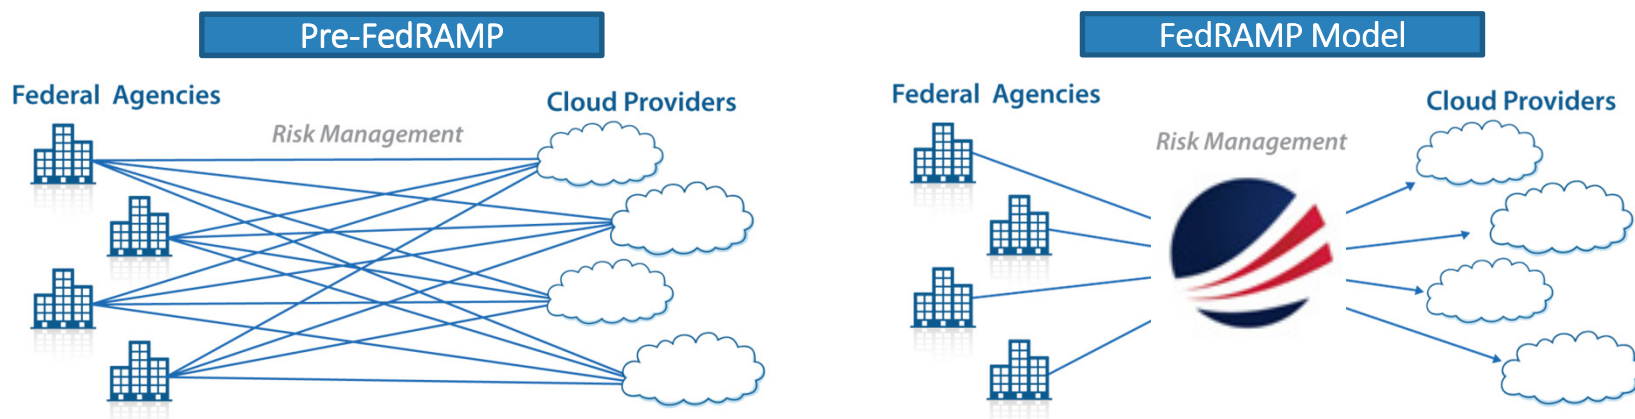 Pre-FedRAMP
Federal Agencies
Cloud Providers
Risk Management
FedRAMP Model
Federal Agencies
Cloud Providers
Risk Management